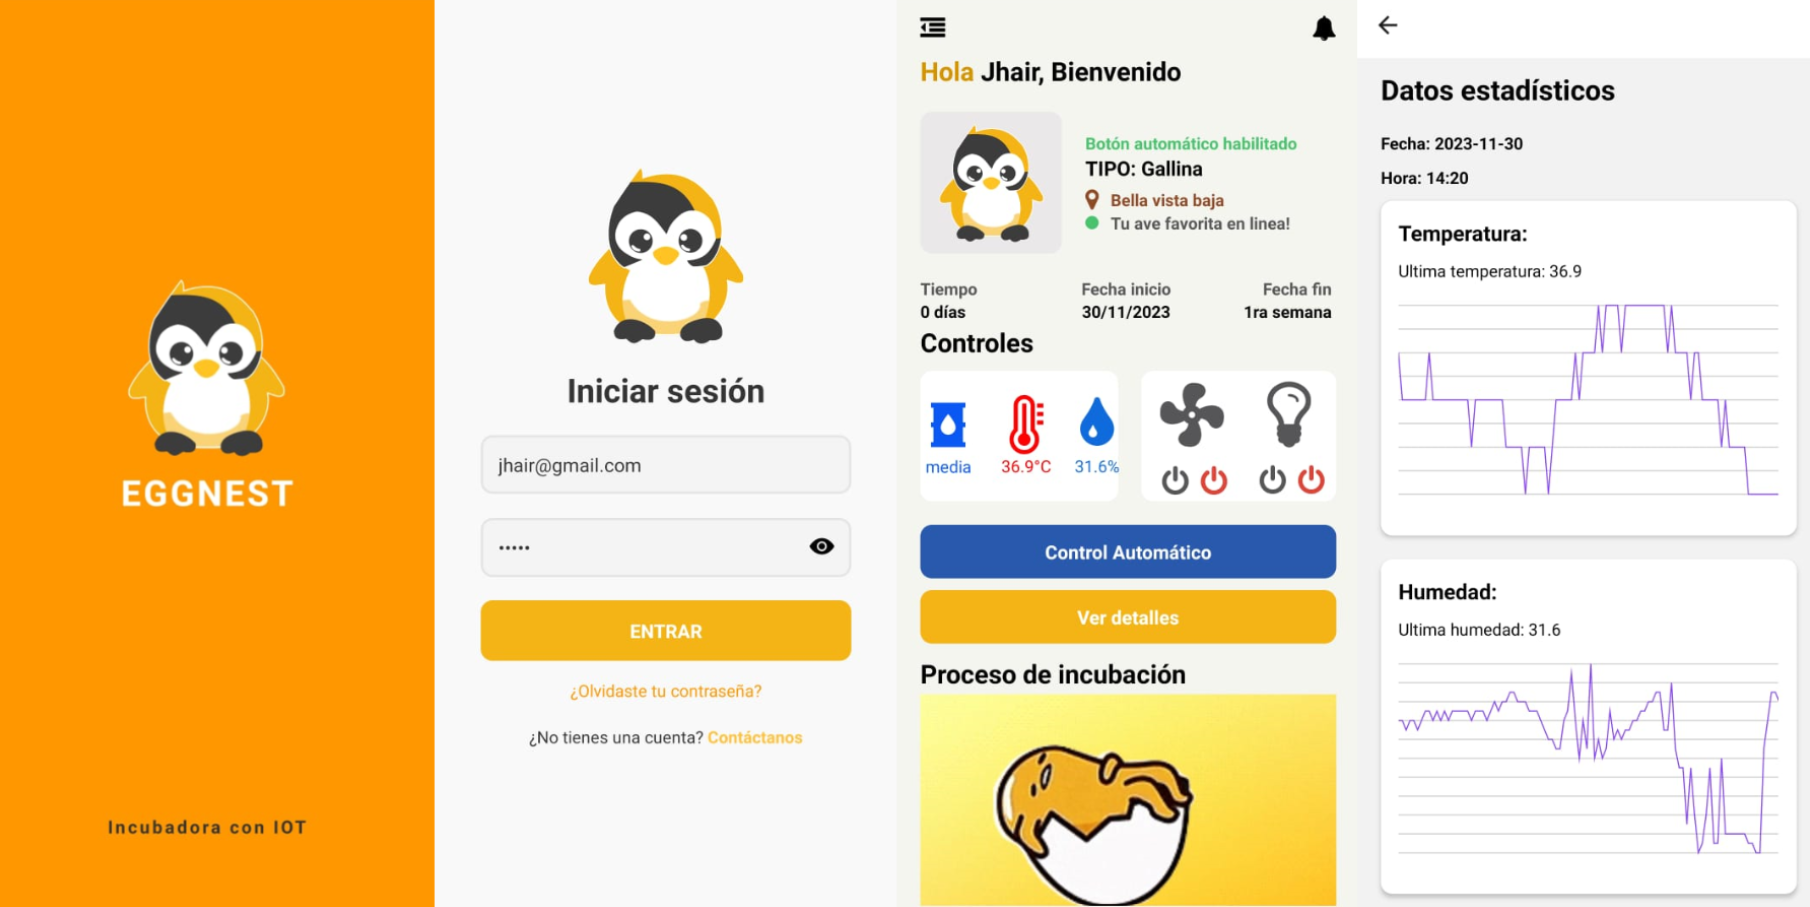 EGGNEST
Incubadora con IOT
Iniciar sesión
jhair@gmail.com
•••••
ENTRAR
¿Olvidaste tu contraseña?
¿No tienes una cuenta? Contáctanos
Hola Jhair, Bienvenido
Botón automático habilitado
TIPO: Gallina
Bella vista baja
Tu ave favorita en linea!
Tiempo Fecha inicio Fecha fin
0 días 30/11/2023 1ra semana
Controles
media 36.9°C 31.6%
Control Automático
Ver detalles
Proceso de incubación
Datos estadísticos
Fecha: 2023-11-30
Hora: 14:20
Temperatura:
Ultima temperatura: 36.9
Humedad:
Ultima humedad: 31.6